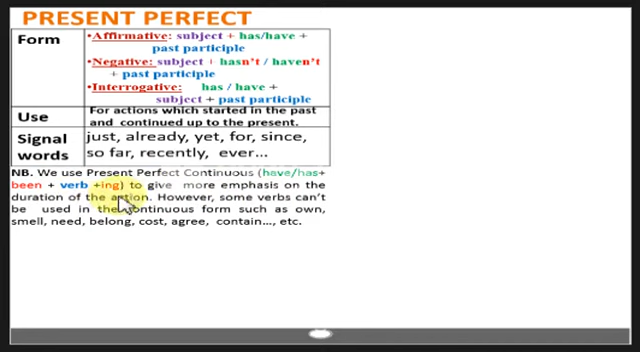 PRESENT PERFECT
Form
•Affirmative: subject + has/have +
past participle
•Negative: subject + hasn't / haven't
+ past participle
•Interrogative: has / have +
subject + past participle
Use
For actions which started in the past
and continued up to the present.
Signal
words
just, already, yet, for, since,
so far, recently, ever...
NB. We use Present Perfect Continuous (have/has+
been + verb +ing) to give more emphasis on the
duration of the action. However, some verbs can't
be used in the continuous form such as own,
smell, need, belong, cost, agree, contain..., etc.